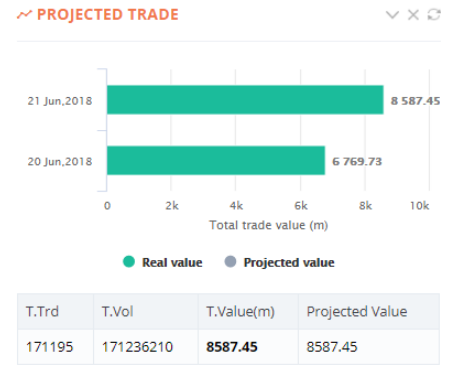 PROJECTED TRADE
21 Jun,2018 8 587.45
20 Jun,2018 6 769.73
0 2k 4k 6k 8k 10k
Total trade value (m)
Real value Projected value
T.Trd T.Vol T.Value(m) Projected Value
171195 171236210 8587.45 8587.45